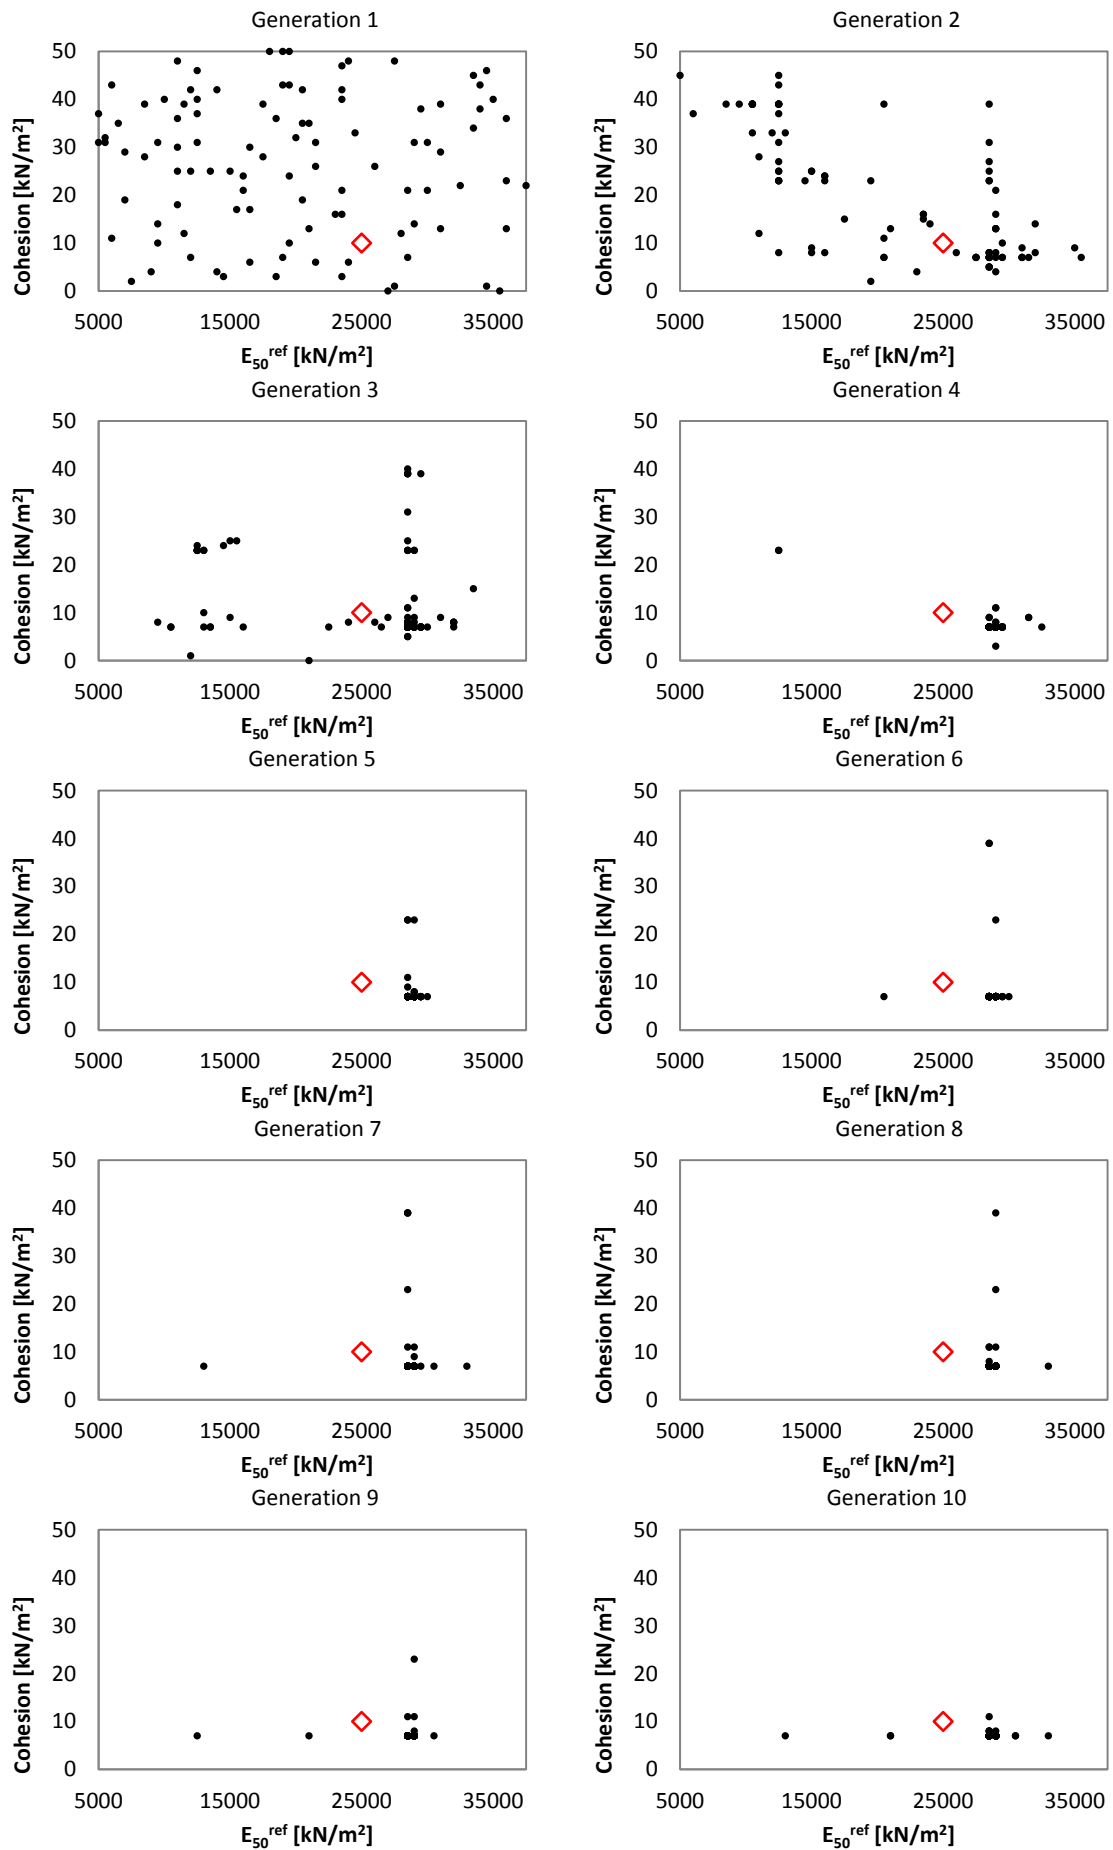 Generation 1
50
40
30
20
10
0
Cohesion [kN/m²]
5000 15000 25000 35000
E₅₀ʳᵉᶠ [kN/m²]
Generation 2
50
40
30
20
10
0
Cohesion [kN/m²]
5000 15000 25000 35000
E₅₀ʳᵉᶠ [kN/m²]
Generation 3
50
40
30
20
10
0
Cohesion [kN/m²]
5000 15000 25000 35000
E₅₀ʳᵉᶠ [kN/m²]
Generation 4
50
40
30
20
10
0
Cohesion [kN/m²]
5000 15000 25000 35000
E₅₀ʳᵉᶠ [kN/m²]
Generation 5
50
40
30
20
10
0
Cohesion [kN/m²]
5000 15000 25000 35000
E₅₀ʳᵉᶠ [kN/m²]
Generation 6
50
40
30
20
10
0
Cohesion [kN/m²]
5000 15000 25000 35000
E₅₀ʳᵉᶠ [kN/m²]
Generation 7
50
40
30
20
10
0
Cohesion [kN/m²]
5000 15000 25000 35000
E₅₀ʳᵉᶠ [kN/m²]
Generation 8
50
40
30
20
10
0
Cohesion [kN/m²]
5000 15000 25000 35000
E₅₀ʳᵉᶠ [kN/m²]
Generation 9
50
40
30
20
10
0
Cohesion [kN/m²]
5000 15000 25000 35000
E₅₀ʳᵉᶠ [kN/m²]
Generation 10
50
40
30
20
10
0
Cohesion [kN/m²]
5000 15000 25000 35000
E₅₀ʳᵉᶠ [kN/m²]